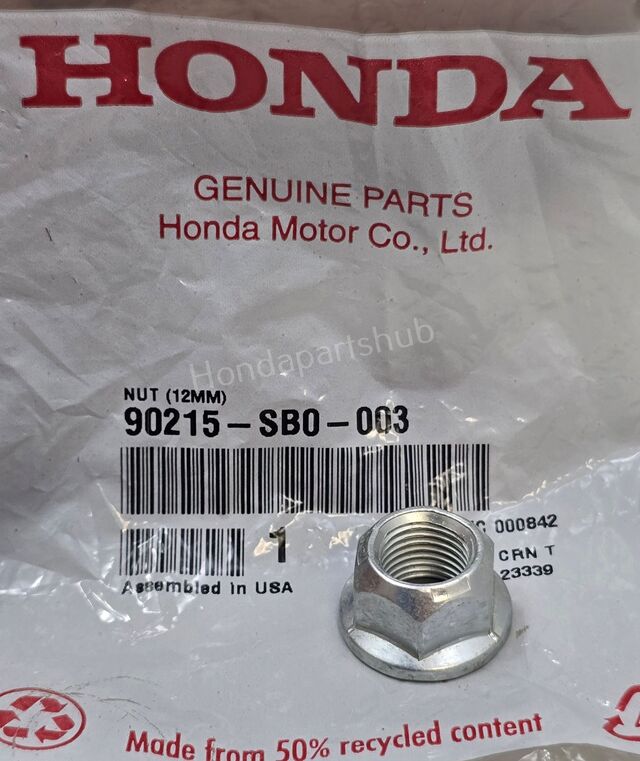 HONDA
GENUINE PARTS
Honda Motor Co., Ltd.
Hondapartshub
NUT (12MM)
90215-SB0-003
000842
1
CRN T
Assembled in USA
23339
Made from 50% recycled content